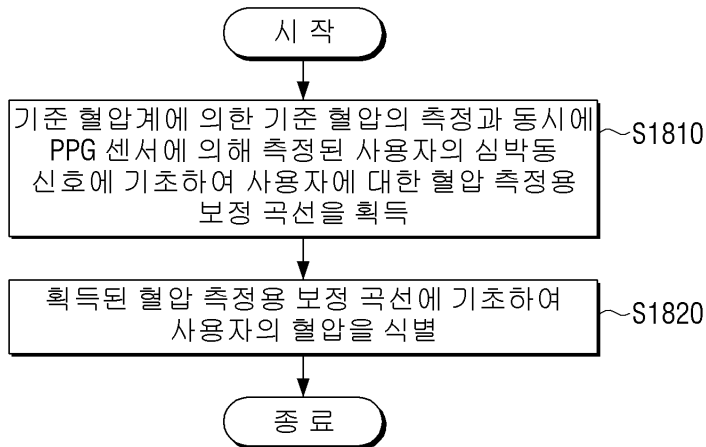 시 작
기준 혈압계에 의한 기준 혈압의 측정과 동시에
PPG 센서에 의해 측정된 사용자의 심박동
신호에 기초하여 사용자에 대한 혈압 측정용
보정 곡선을 획득
S1810
획득된 혈압 측정용 보정 곡선에 기초하여
사용자의 혈압을 식별
S1820
종 료